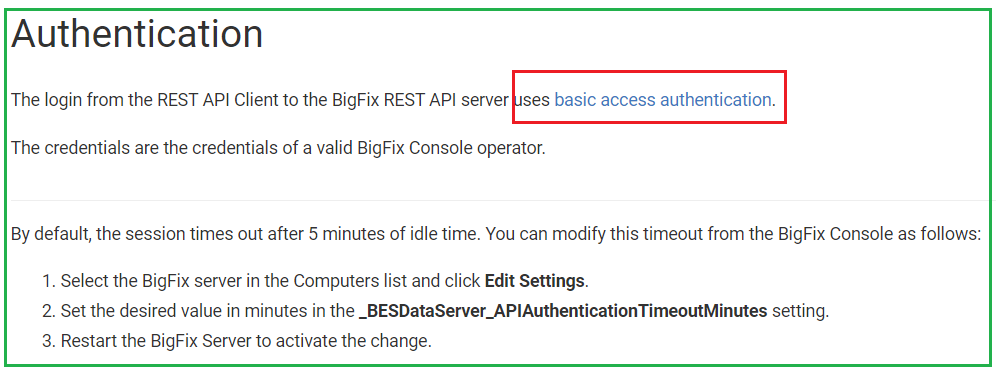 Authentication
The login from the REST API Client to the BigFix REST API server uses basic access authentication.
The credentials are the credentials of a valid BigFix Console operator.
By default, the session times out after 5 minutes of idle time. You can modify this timeout from the BigFix Console as follows:
1. Select the BigFix server in the Computers list and click Edit Settings.
2. Set the desired value in minutes in the _BESDataServer_APIAuthenticationTimeoutMinutes setting.
3. Restart the BigFix Server to activate the change.